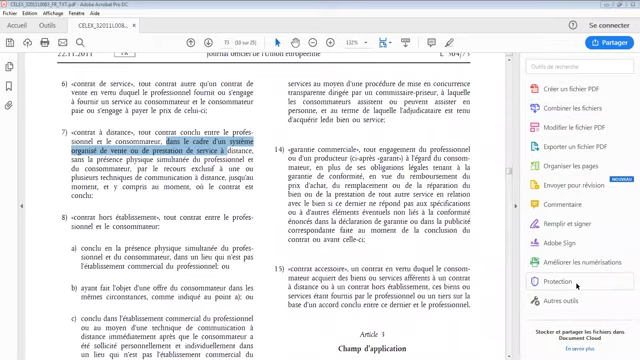 CELEX_32011L0083_FR_TXT.pdf - Adobe Acrobat Pro DC
Fichier Edition Affichage Fenêtre Aide
Accueil Outils CELEX_32011L008... ×
Se connecter
73 (10 sur 25) 132%
Partager
22.11.2011 FR Journal officiel de l'Union européenne L 304/73
6) «contrat de service», tout contrat autre qu'un contrat de
vente en vertu duquel le professionnel fournit ou s'engage
à fournir un service au consommateur et le consommateur
paie ou s'engage à payer le prix de celui-ci;
7) «contrat à distance», tout contrat conclu entre le profes-
sionnel et le consommateur, dans le cadre d'un système
organisé de vente ou de prestation de service à distance,
sans la présence physique simultanée du professionnel et
du consommateur, par le recours exclusif à une ou
plusieurs techniques de communication à distance, jusqu'au
moment, et y compris au moment, où le contrat est
conclu;
8) «contrat hors établissement», tout contrat entre le profes-
sionnel et le consommateur:
a) conclu en la présence physique simultanée du profes-
sionnel et du consommateur, dans un lieu qui n'est pas
l'établissement commercial du professionnel; ou
b) ayant fait l'objet d'une offre du consommateur dans les
mêmes circonstances, comme indiqué au point a); ou
c) conclu dans l'établissement commercial du professionnel
ou au moyen d'une technique de communication à
distance immédiatement après que le consommateur a
été sollicité personnellement et individuellement dans
un lieu qui n'est pas l'établissement commercial du
services au moyen d'une procédure de mise en concurrence
transparente dirigée par un commissaire-priseur, à laquelle
les consommateurs assistent ou peuvent assister en
personne, et au terme de laquelle l'adjudicataire est tenu
d'acquérir ledit bien ou service;
14) «garantie commerciale», tout engagement du professionnel
ou d'un producteur (ci-après «garant») à l'égard du consom-
mateur, en plus de ses obligations légales tenant à la
garantie de conformité, en vue du remboursement du
prix d'achat, du remplacement ou de la réparation du
bien ou de la prestation de tout autre service en relation
avec le bien si ce dernier ne répond pas aux spécifications
ou à d'autres éléments éventuels non liés à la conformité
énoncés dans la déclaration de garantie ou dans la publicité
correspondante faite au moment de la conclusion du
contrat ou avant celle-ci;
15) «contrat accessoire», un contrat en vertu duquel le consom-
mateur acquiert des biens ou services afférents à un contrat
à distance ou à un contrat hors établissement, ces biens ou
services étant fournis par le professionnel ou un tiers sur la
base d'un accord conclu entre ce dernier et le professionnel.
Article 3
Champ d'application
Outils de recherche
Créer un fichier PDF
Combiner les fichiers
Modifier le fichier PDF
Exporter un fichier PDF
Organiser les pages
NOUVEAU
Envoyer pour révision
Commentaire
Remplir et signer
Adobe Sign
Améliorer les numérisations
Protection
Autres outils
Stocker et partager les fichiers dans
Document Cloud
En savoir plus